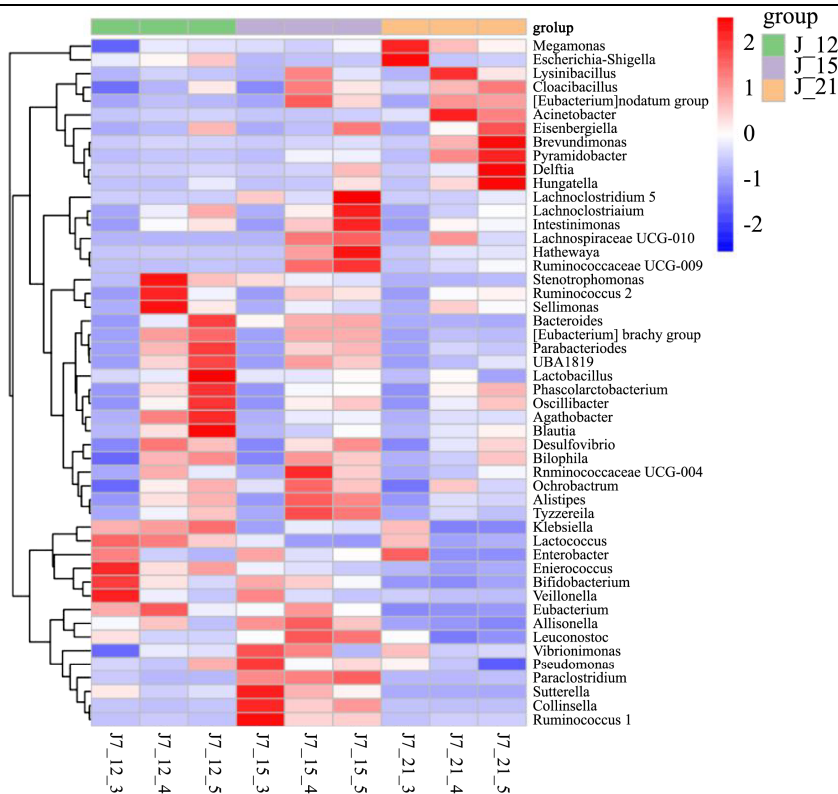 grolup
Megamonas
Escherichia-Shigella
Lysinibacillus
Cloacibacillus
[Eubacterium]nodatum group
Acinetobacter
Eisenbergiella
Brevundimonas
Pyramidobacter
Delftia
Hungatella
Lachnoclostridium 5
Lachnoclostriaium
Intestinimonas
Lachnospiraceae UCG-010
Hathewaya
Ruminococcaceae UCG-009
Stenotrophomonas
Ruminococcus 2
Sellimonas
Bacteroides
[Eubacterium] brachy group
Parabacteriodes
UBA1819
Lactobacillus
Phascolarctobacterium
Oscillibacter
Agathobacter
Blautia
Desulfovibrio
Bilophila
Rnminococcaceae UCG-004
Ochrobactrum
Alistipes
Tyzzereila
Klebsiella
Lactococcus
Enterobacter
Enierococcus
Bifidobacterium
Veillonella
Eubacterium
Allisonella
Leuconostoc
Vibrionimonas
Pseudomonas
Paraclostridium
Sutterella
Collinsella
Ruminococcus 1
2
1
0
-1
-2
group
J_12
J_15
J_21
J7_12_3
J7_12_4
J7_12_5
J7_15_3
J7_15_4
J7_15_5
J7_21_3
J7_21_4
J7_21_5